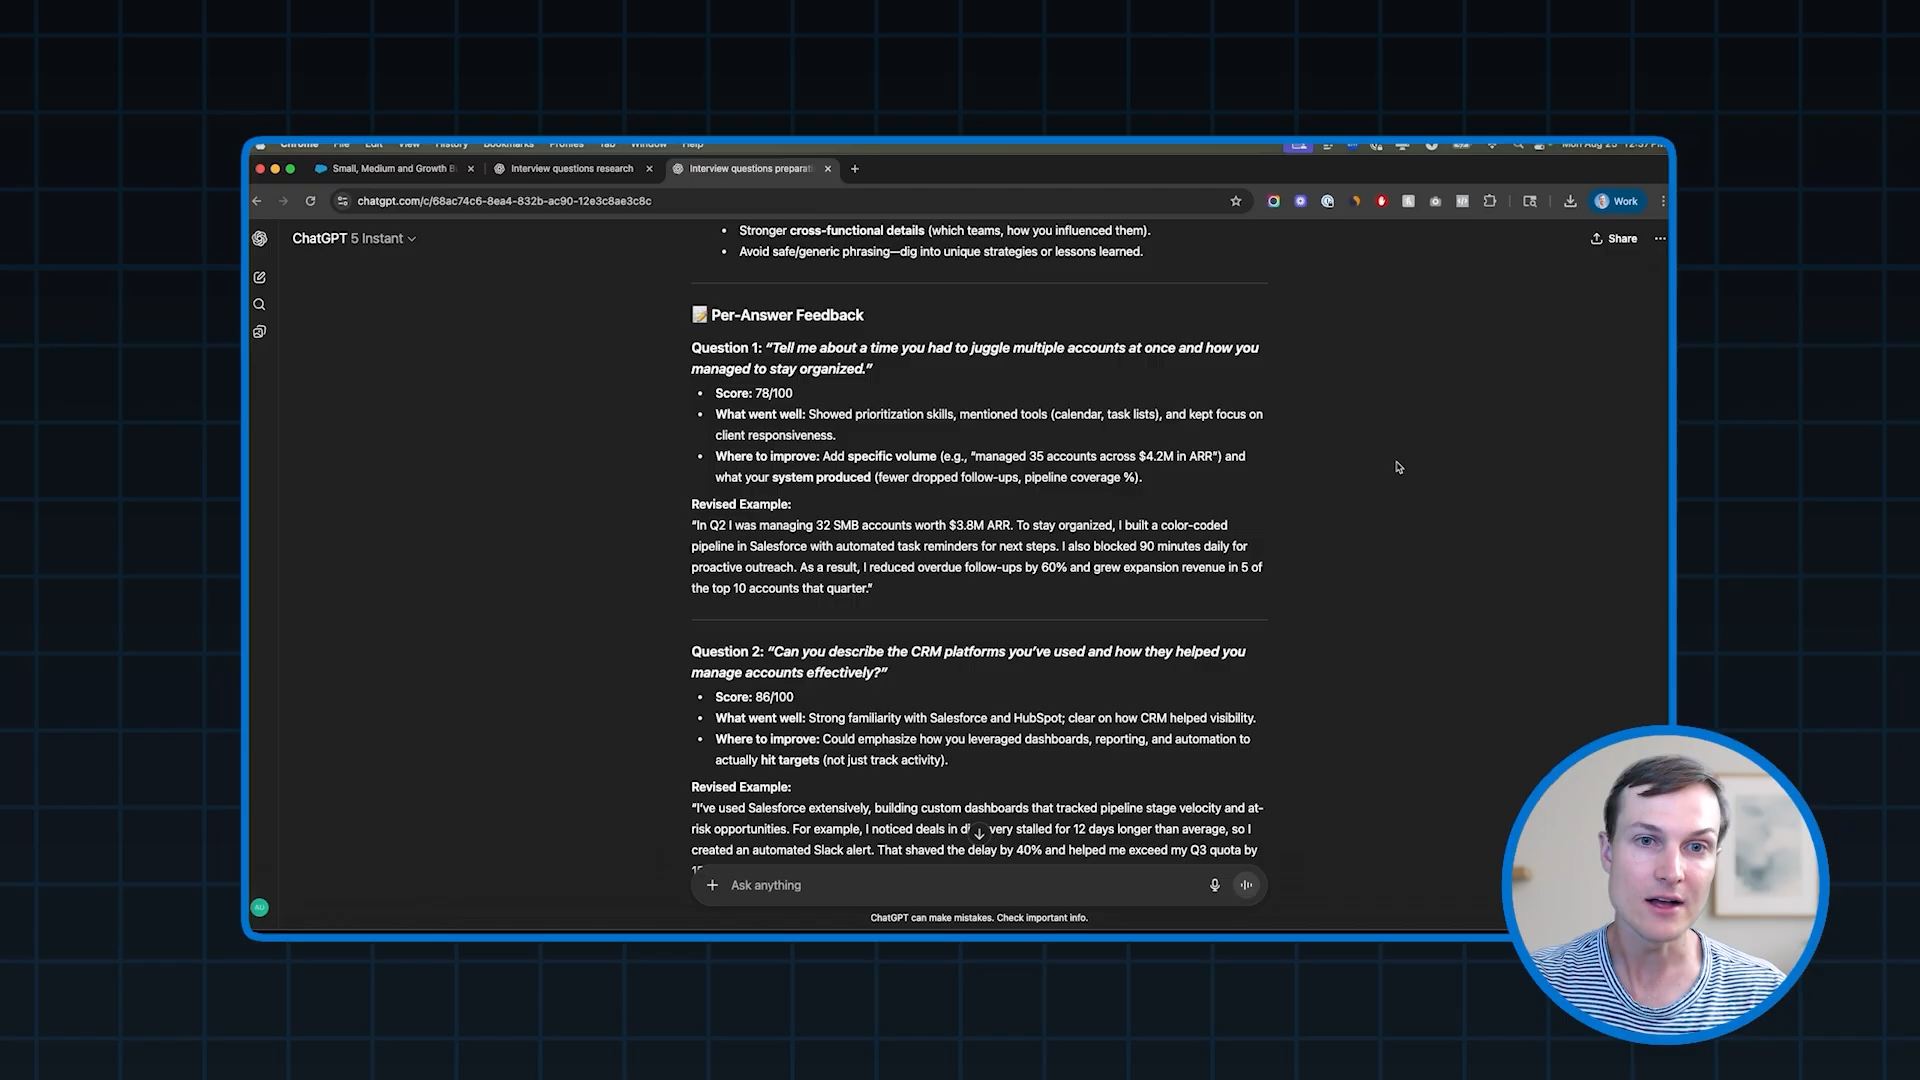 Chrome File Edit View History Bookmarks Profiles Tab Window Help
Small, Medium and Growth B
Interview questions research
Interview questions preparat
chatgpt.com/c/68ac74c6-8ea4-832b-ac90-12e3c8ae3c8c
Work
ChatGPT 5 Instant
Share
• Stronger cross-functional details (which teams, how you influenced them).
• Avoid safe/generic phrasing—dig into unique strategies or lessons learned.
📝 Per-Answer Feedback
Question 1: “Tell me about a time you had to juggle multiple accounts at once and how you
managed to stay organized.”
• Score: 78/100
• What went well: Showed prioritization skills, mentioned tools (calendar, task lists), and kept focus on
client responsiveness.
• Where to improve: Add specific volume (e.g., “managed 35 accounts across $4.2M in ARR”) and
what your system produced (fewer dropped follow-ups, pipeline coverage %).
Revised Example:
“In Q2 I was managing 32 SMB accounts worth $3.8M ARR. To stay organized, I built a color-coded
pipeline in Salesforce with automated task reminders for next steps. I also blocked 90 minutes daily for
proactive outreach. As a result, I reduced overdue follow-ups by 60% and grew expansion revenue in 5 of
the top 10 accounts that quarter.”
Question 2: “Can you describe the CRM platforms you’ve used and how they helped you
manage accounts effectively?”
• Score: 86/100
• What went well: Strong familiarity with Salesforce and HubSpot; clear on how CRM helped visibility.
• Where to improve: Could emphasize how you leveraged dashboards, reporting, and automation to
actually hit targets (not just track activity).
Revised Example:
“I’ve used Salesforce extensively, building custom dashboards that tracked pipeline stage velocity and at-
risk opportunities. For example, I noticed deals in di very stalled for 12 days longer than average, so I
created an automated Slack alert. That shaved the delay by 40% and helped me exceed my Q3 quota by
Ask anything
AU
ChatGPT can make mistakes. Check important info.